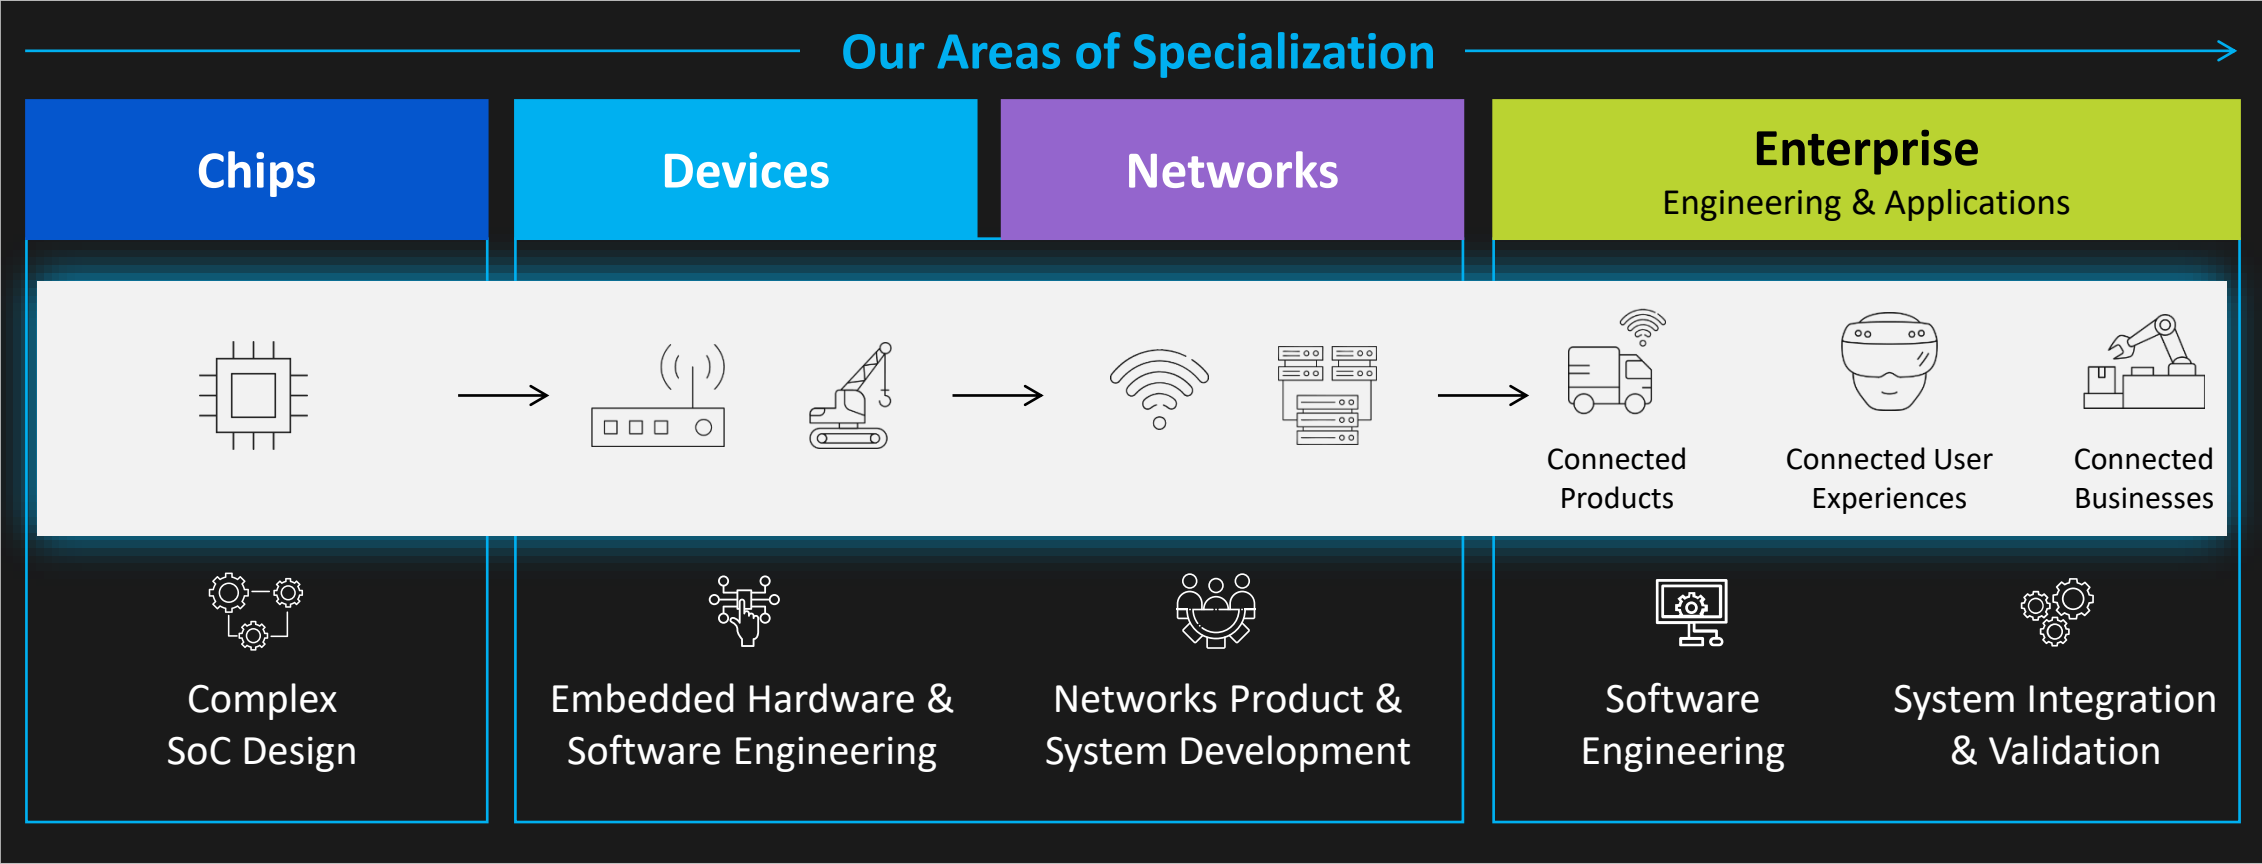 Our Areas of Specialization
Chips
Devices
Networks
Enterprise
Engineering & Applications
Connected
Products
Connected User
Experiences
Connected
Businesses
Complex
SoC Design
Embedded Hardware &
Software Engineering
Networks Product &
System Development
Software
Engineering
System Integration
& Validation